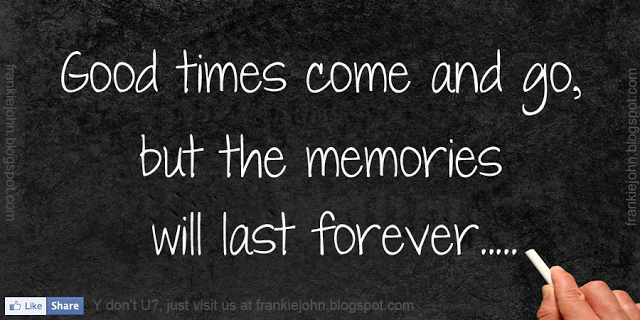 Good times come and go,
but the memories
will last forever.....
Like Share Y don't U?, just visit us at frankiejohn.blogspot.com
frankiejohn.blogspot.com
frankiejohn.blogspot.com